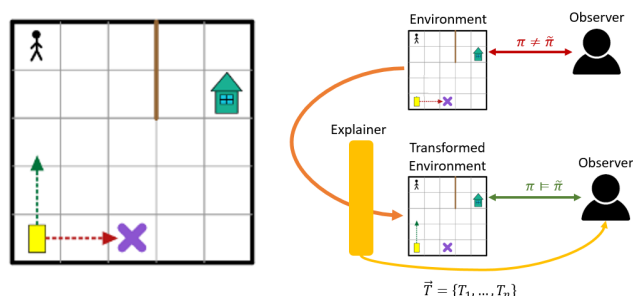 Environment
Observer
π ≠ π̃
Explainer
Transformed
Environment
Observer
π ⊨ π̃
T⃗ = {T₁, ..., Tₙ}